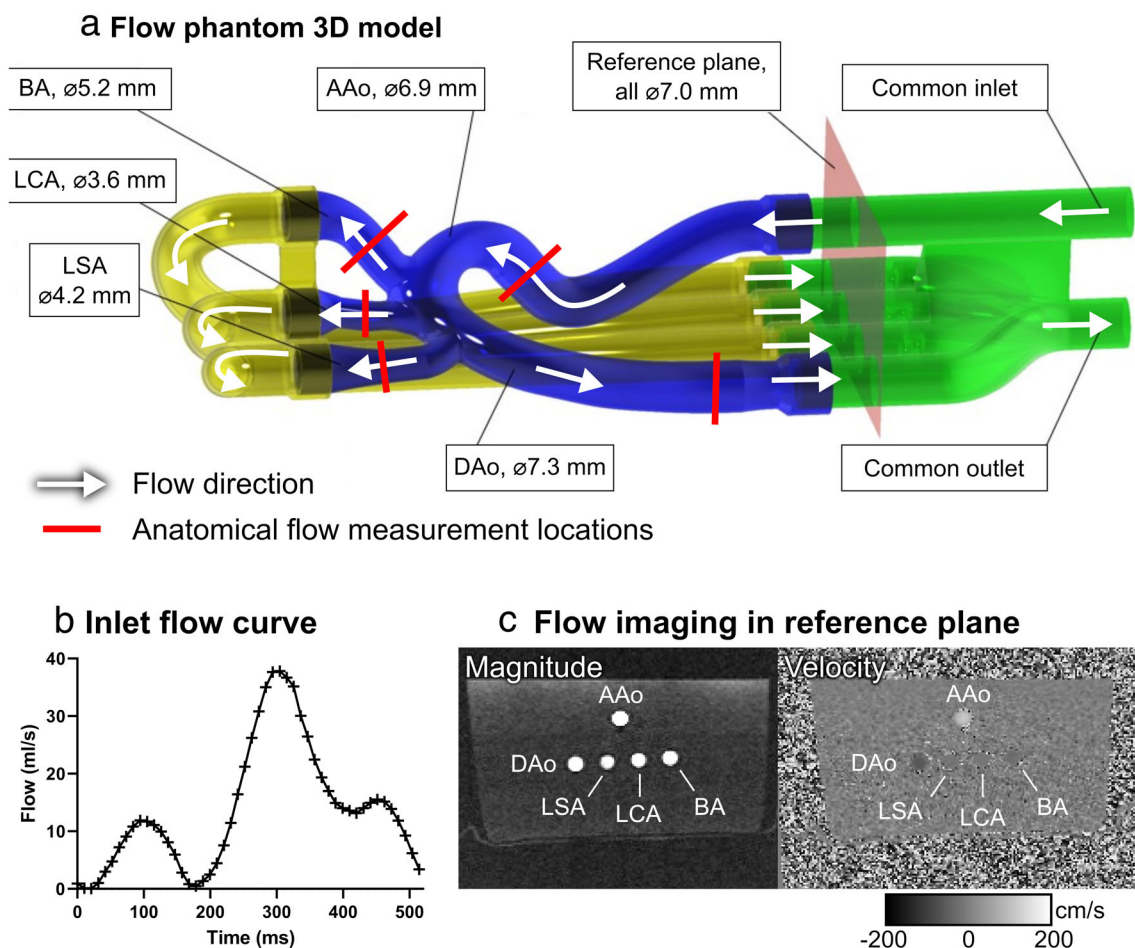 a Flow phantom 3D model
BA, ⌀5.2 mm
AAo, ⌀6.9 mm
Reference plane,
all ⌀7.0 mm
Common inlet
LCA, ⌀3.6 mm
LSA
⌀4.2 mm
DAo, ⌀7.3 mm
Common outlet
Flow direction
Anatomical flow measurement locations
b Inlet flow curve
Flow (ml/s)
40
30
20
10
0
0 100 200 300 400 500
Time (ms)
c Flow imaging in reference plane
Magnitude
AAo
DAo
LSA
LCA
BA
Velocity
AAo
DAo
LSA
LCA
BA
cm/s
-200 0 200